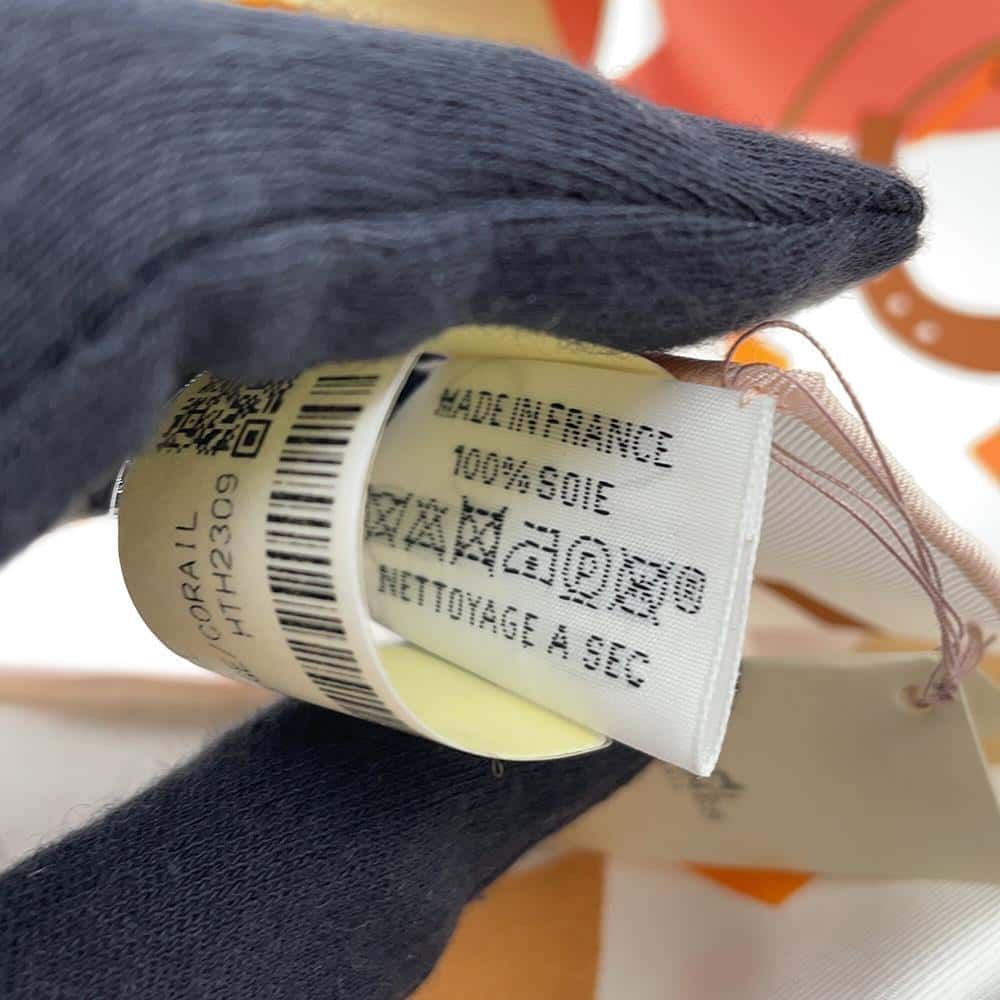 MADE IN FRANCE
100% SOIE
NETTOYAGE A SEC
/CORAIL
HTH2309